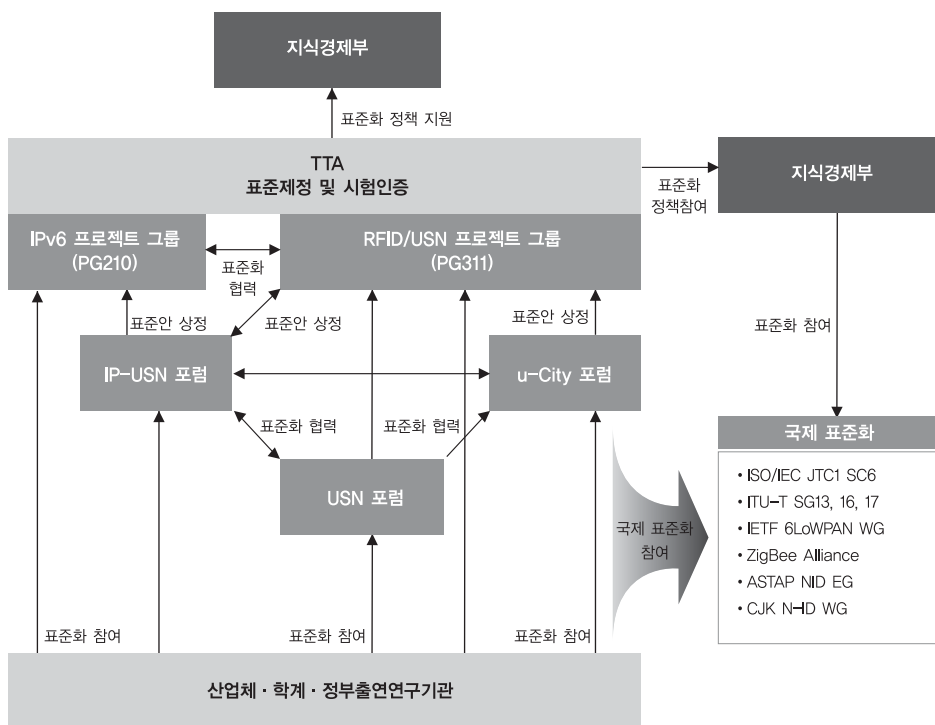 지식경제부
표준화 정책 지원
TTA
표준제정 및 시험인증
지식경제부
표준화
정책참여
IPv6 프로젝트 그룹
(PG210)
RFID/USN 프로젝트 그룹
(PG311)
표준화
협력
표준안 상정
표준안 상정
표준안 상정
표준화 참여
IP-USN 포럼
u-City 포럼
표준화 협력
표준화 협력
USN 포럼
국제 표준화
• ISO/IEC JTC1 SC6
• ITU-T SG13, 16, 17
• IETF 6LoWPAN WG
• ZigBee Alliance
• ASTAP NID EG
• CJK N-ID WG
국제 표준화
참여
표준화 참여
표준화 참여
표준화 참여
산업체 · 학계 · 정부출연연구기관